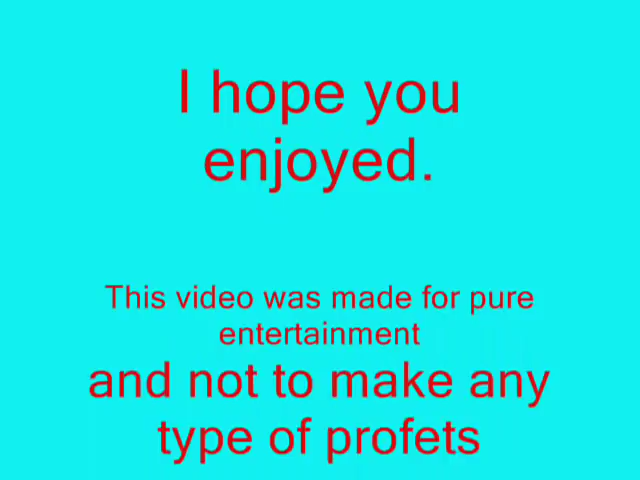 I hope you
enjoyed.
This video was made for pure
entertainment
and not to make any
type of profets